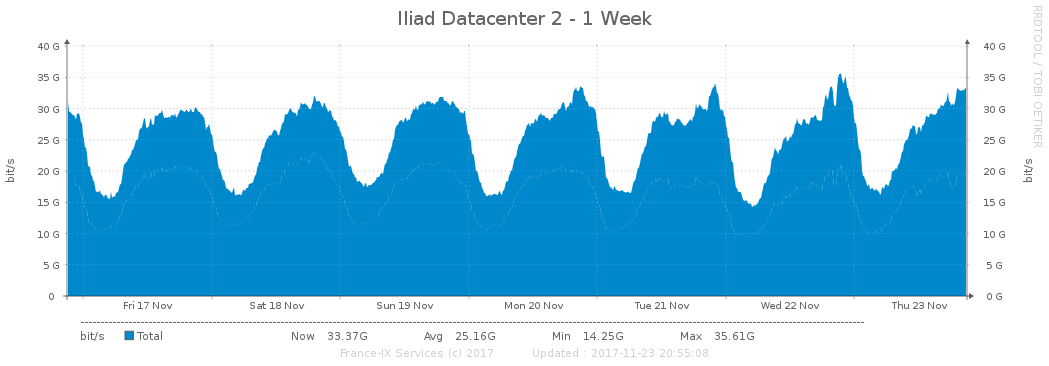 Iliad Datacenter 2 - 1 Week
RRDTOOL / TOBI OETIKER
bit/s
40 G 40 G
35 G 35 G
30 G 30 G
25 G 25 G
20 G 20 G
15 G 15 G
10 G 10 G
5 G 5 G
0 0 G
bit/s
Fri 17 Nov Sat 18 Nov Sun 19 Nov Mon 20 Nov Tue 21 Nov Wed 22 Nov Thu 23 Nov
bit/s Total Now 33.37G Avg 25.16G Min 14.25G Max 35.61G
France-IX Services (c) 2017 Updated : 2017-11-23 20:55:08